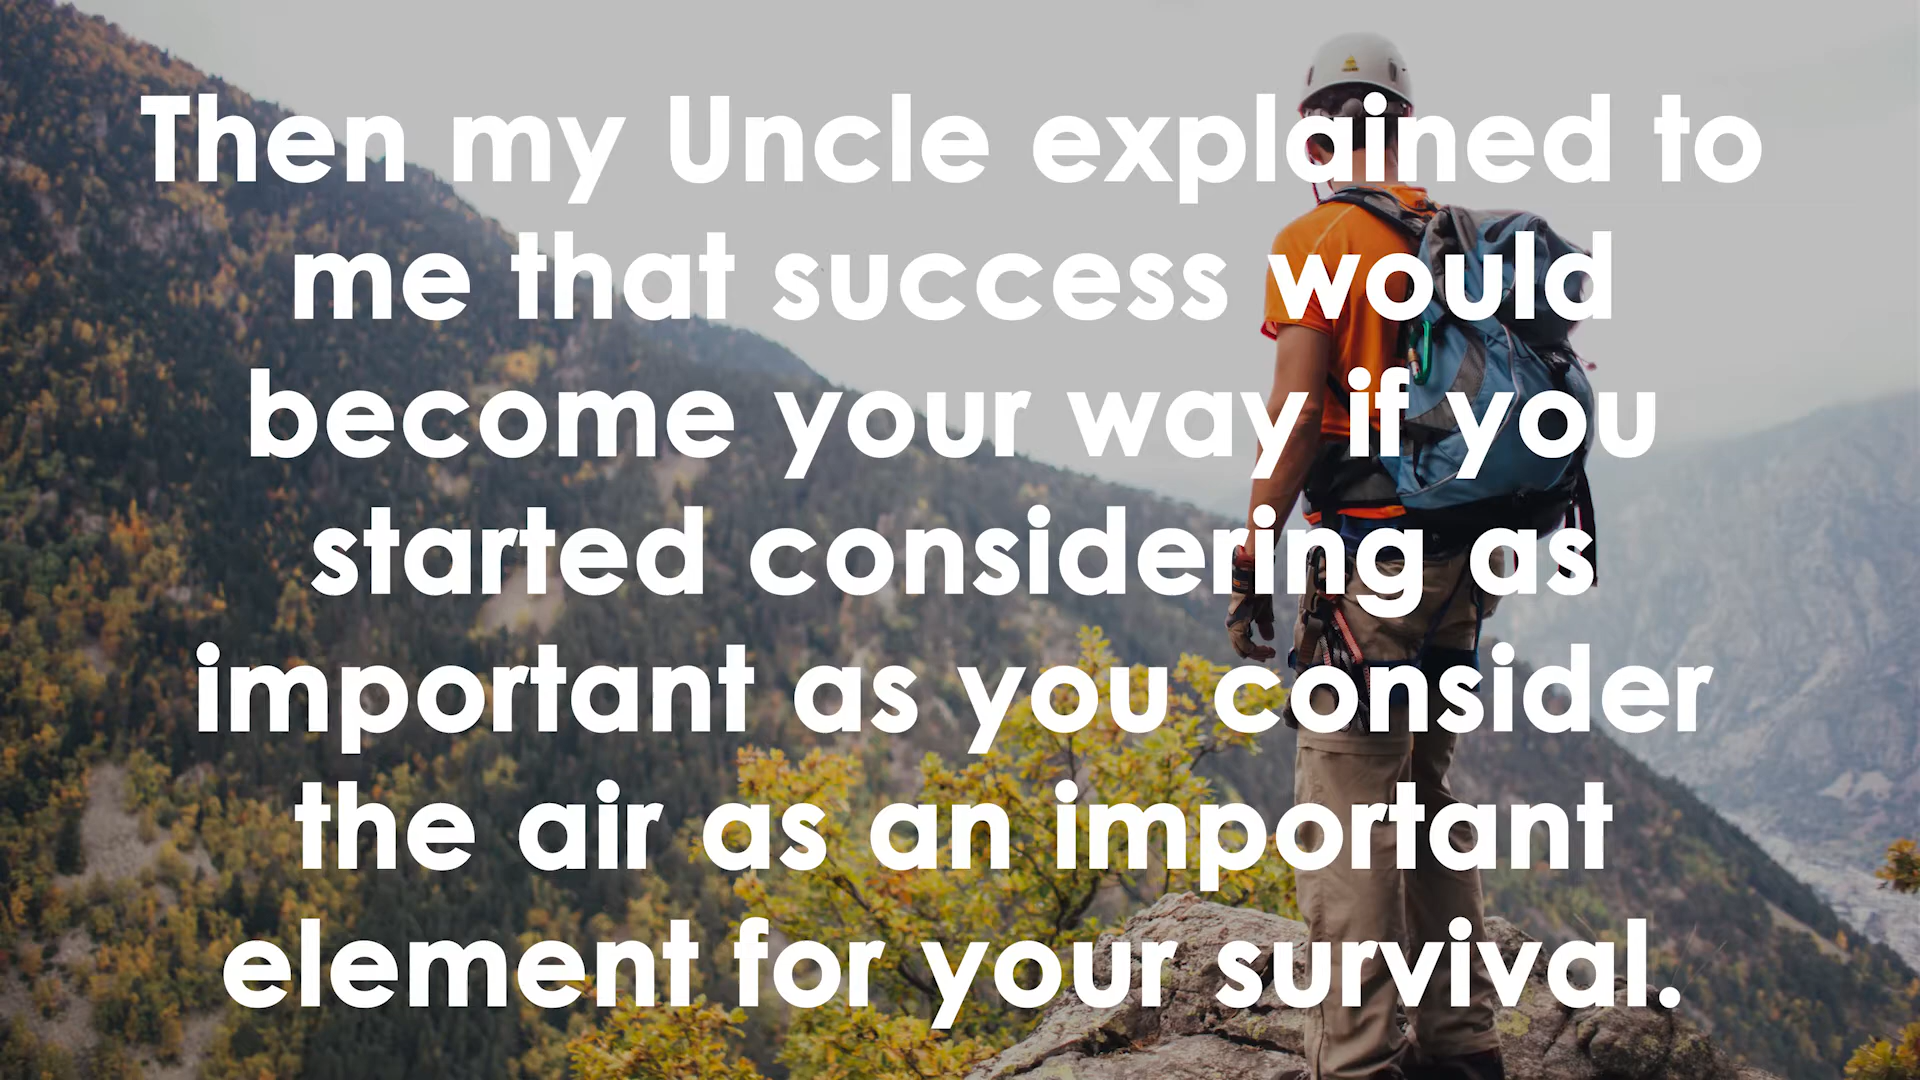 Then my Uncle explained to
me that success would
become your way if you
started considering as
important as you consider
the air as an important
element for your survival.